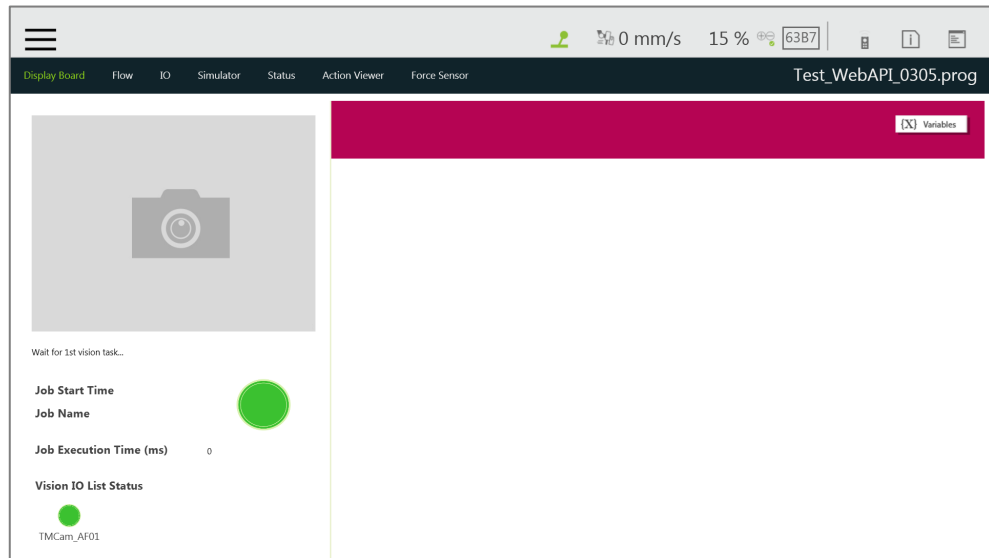 0 mm/s 15 % 63B7
Display Board Flow IO Simulator Status Action Viewer Force Sensor Test_WebAPI_0305.prog
{X} Variables
Wait for 1st vision task...
Job Start Time
Job Name
Job Execution Time (ms) 0
Vision IO List Status
TMCam_AF01